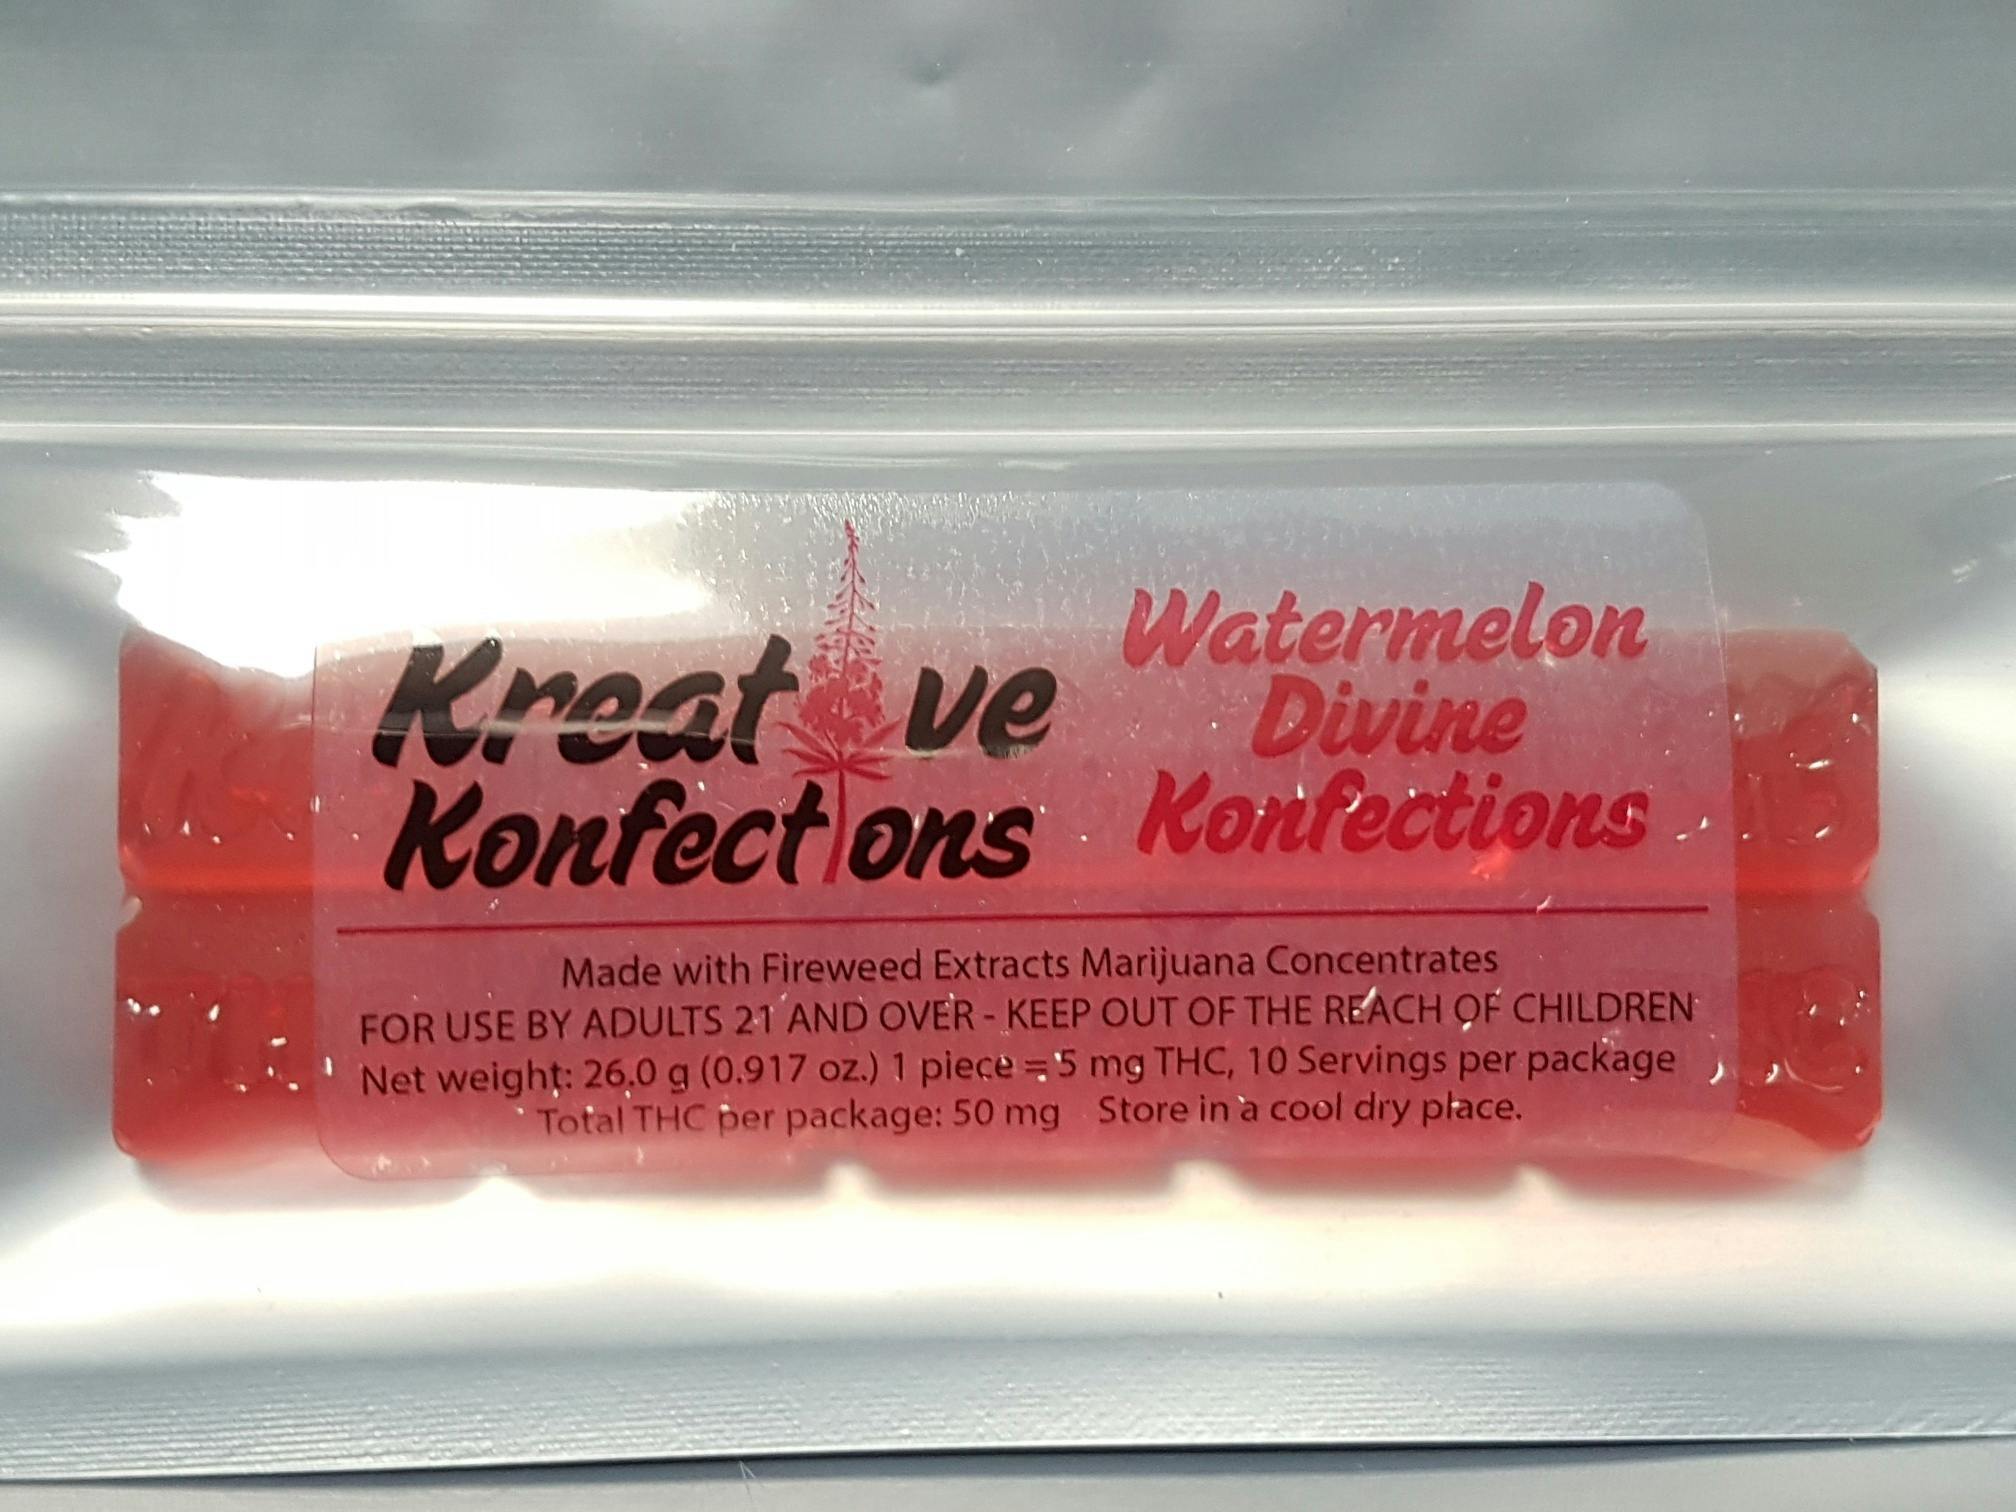 Kreative
Konfections
Watermelon
Divine
Konfections
Made with Fireweed Extracts Marijuana Concentrates
FOR USE BY ADULTS 21 AND OVER - KEEP OUT OF THE REACH OF CHILDREN
Net weight: 26.0 g (0.917 oz.) 1 piece = 5 mg THC, 10 Servings per package
Total THC per package: 50 mg Store in a cool dry place.